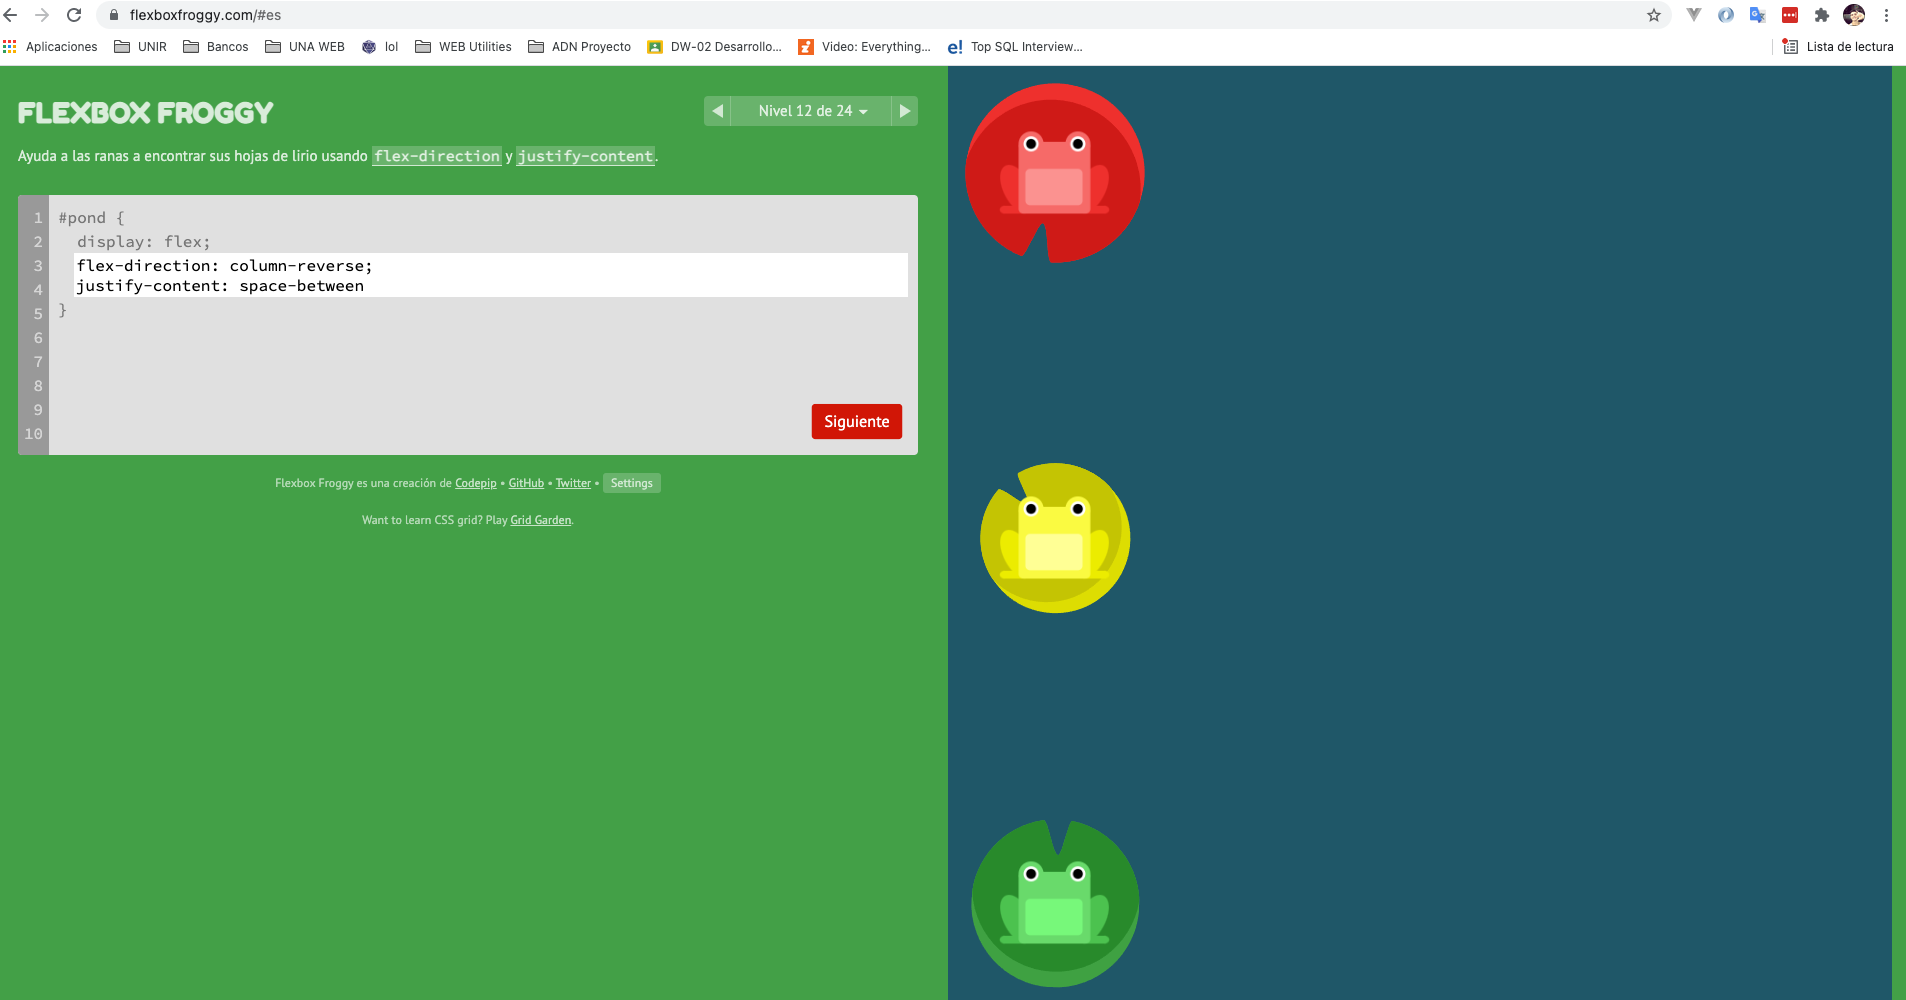 flexboxfroggy.com/#es
Aplicaciones UNIR Bancos UNA WEB lol WEB Utilities ADN Proyecto DW-02 Desarrollo... Video: Everything... e! Top SQL Interview... Lista de lectura
FLEXBOX FROGGY
Nivel 12 de 24
Ayuda a las ranas a encontrar sus hojas de lirio usando flex-direction y justify-content.
1 #pond {
2 display: flex;
3 flex-direction: column-reverse;
4 justify-content: space-between
5 }
6
7
8
9
10
Siguiente
Flexbox Froggy es una creación de Codepip • GitHub • Twitter • Settings
Want to learn CSS grid? Play Grid Garden.